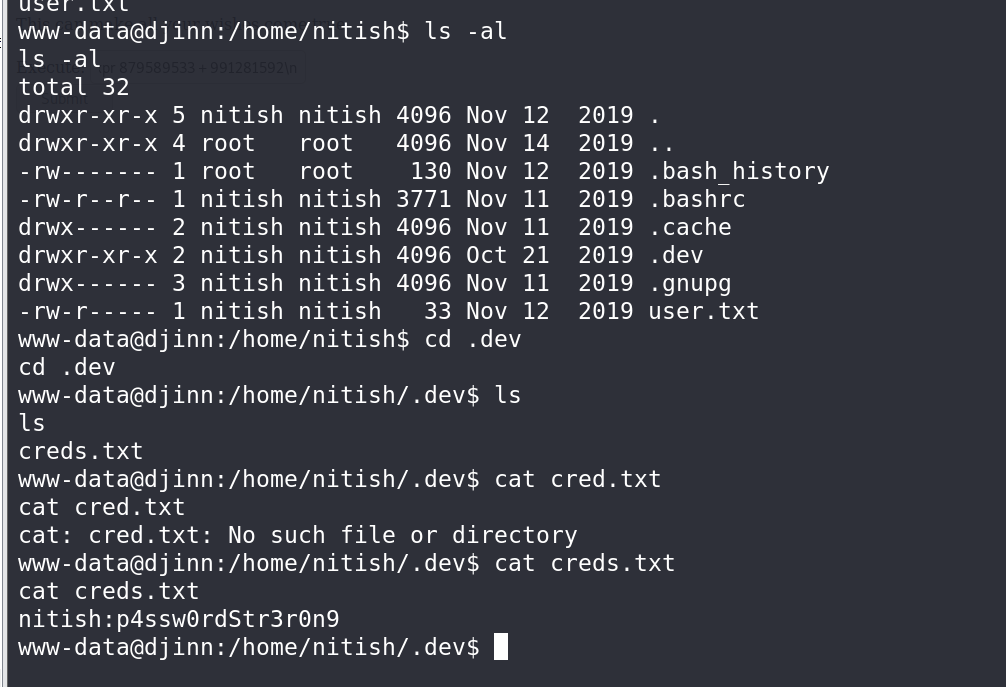 user.txt
www-data@djinn:/home/nitish$ ls -al
ls -al
total 32
drwxr-xr-x 5 nitish nitish 4096 Nov 12  2019 .
drwxr-xr-x 4 root   root   4096 Nov 14  2019 ..
-rw------- 1 root   root    130 Nov 12  2019 .bash_history
-rw-r--r-- 1 nitish nitish 3771 Nov 11  2019 .bashrc
drwx------ 2 nitish nitish 4096 Nov 11  2019 .cache
drwxr-xr-x 2 nitish nitish 4096 Oct 21  2019 .dev
drwx------ 3 nitish nitish 4096 Nov 11  2019 .gnupg
-rw-r----- 1 nitish nitish   33 Nov 12  2019 user.txt
www-data@djinn:/home/nitish$ cd .dev
cd .dev
www-data@djinn:/home/nitish/.dev$ ls
ls
creds.txt
www-data@djinn:/home/nitish/.dev$ cat cred.txt
cat cred.txt
cat: cred.txt: No such file or directory
www-data@djinn:/home/nitish/.dev$ cat creds.txt
cat creds.txt
nitish:p4ssw0rdStr3r0n9
www-data@djinn:/home/nitish/.dev$